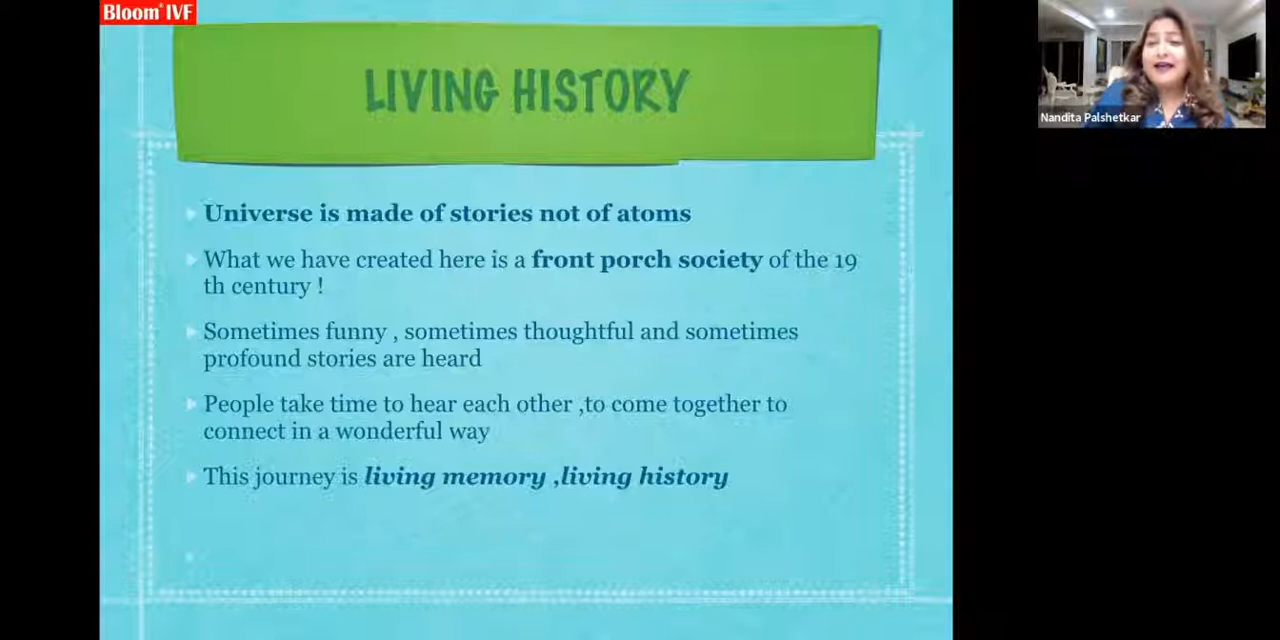 Bloom IVF
LIVING HISTORY
Nandita Palshetkar
Universe is made of stories not of atoms
What we have created here is a front porch society of the 19
th century !
Sometimes funny , sometimes thoughtful and sometimes
profound stories are heard
People take time to hear each other ,to come together to
connect in a wonderful way
This journey is living memory ,living history